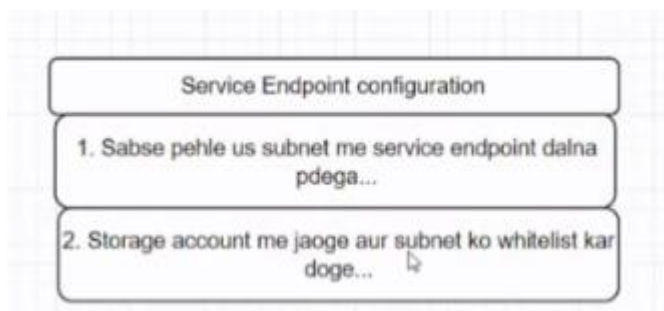 Service Endpoint configuration
1. Sabse pehle us subnet me service endpoint dalna
pdega...
2. Storage account me jaoge aur subnet ko whitelist kar
doge...